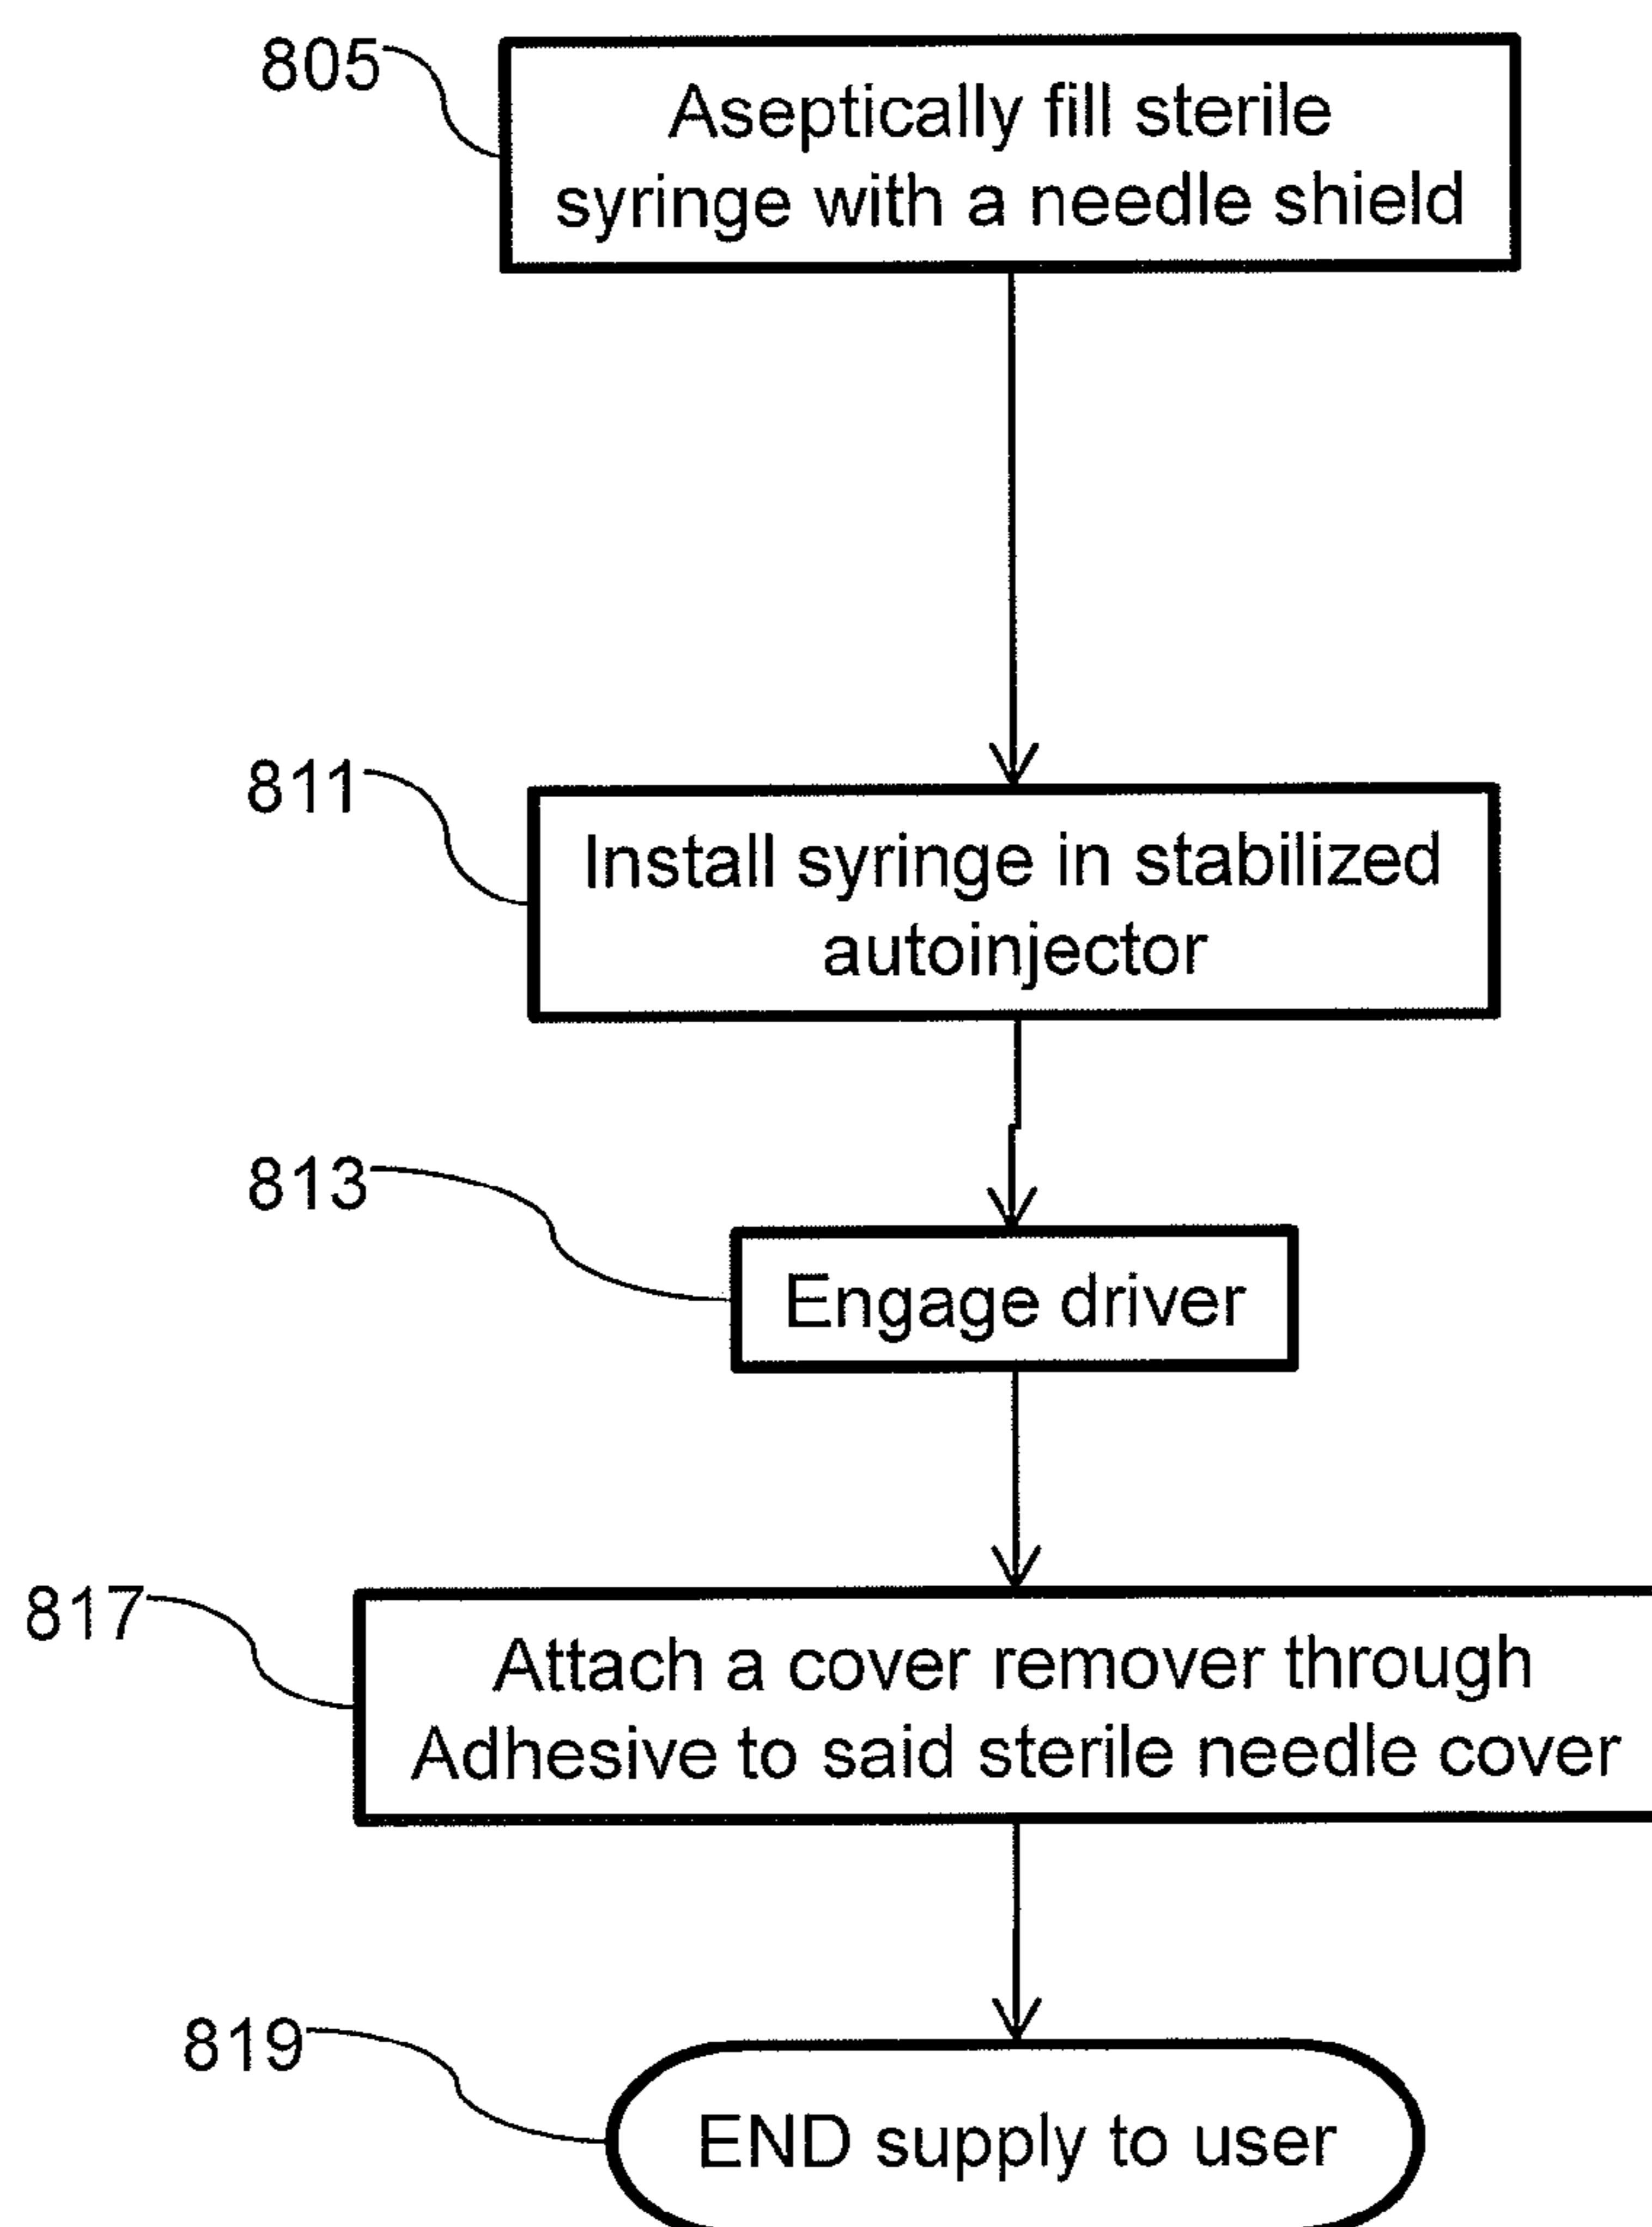 805
Aseptically fill sterile
syringe with a needle shield
811
Install syringe in stabilized
autoinjector
813
Engage driver
817
Attach a cover remover through
Adhesive to said sterile needle cover
819
END supply to user